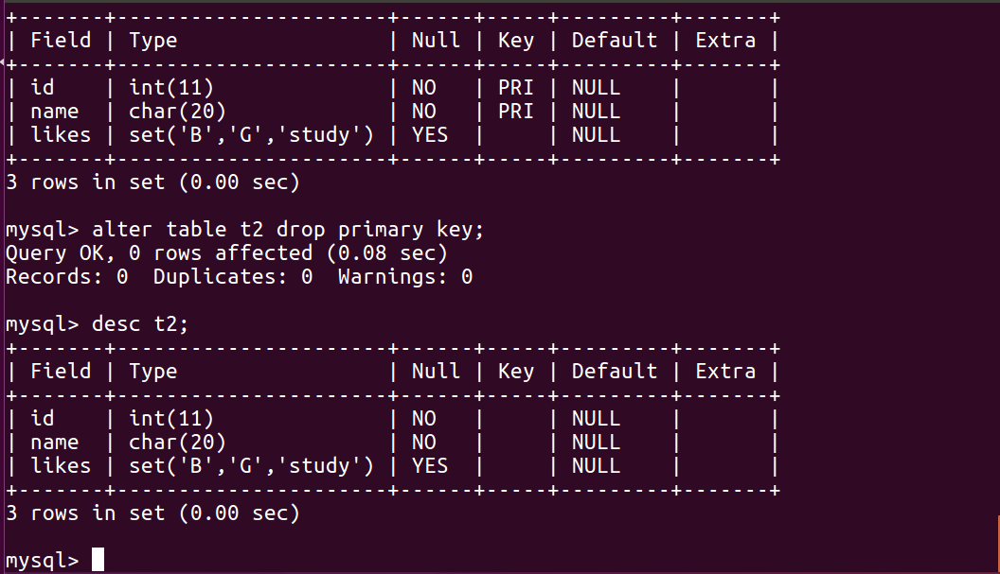 +-------+----------------------+------+-----+---------+-------+
| Field | Type                 | Null | Key | Default | Extra |
+-------+----------------------+------+-----+---------+-------+
| id    | int(11)              | NO   | PRI | NULL    |       |
| name  | char(20)             | NO   | PRI | NULL    |       |
| likes | set('B','G','study') | YES  |     | NULL    |       |
+-------+----------------------+------+-----+---------+-------+
3 rows in set (0.00 sec)
mysql> alter table t2 drop primary key;
Query OK, 0 rows affected (0.08 sec)
Records: 0  Duplicates: 0  Warnings: 0
mysql> desc t2;
+-------+----------------------+------+-----+---------+-------+
| Field | Type                 | Null | Key | Default | Extra |
+-------+----------------------+------+-----+---------+-------+
| id    | int(11)              | NO   |     | NULL    |       |
| name  | char(20)             | NO   |     | NULL    |       |
| likes | set('B','G','study') | YES  |     | NULL    |       |
+-------+----------------------+------+-----+---------+-------+
3 rows in set (0.00 sec)
mysql>